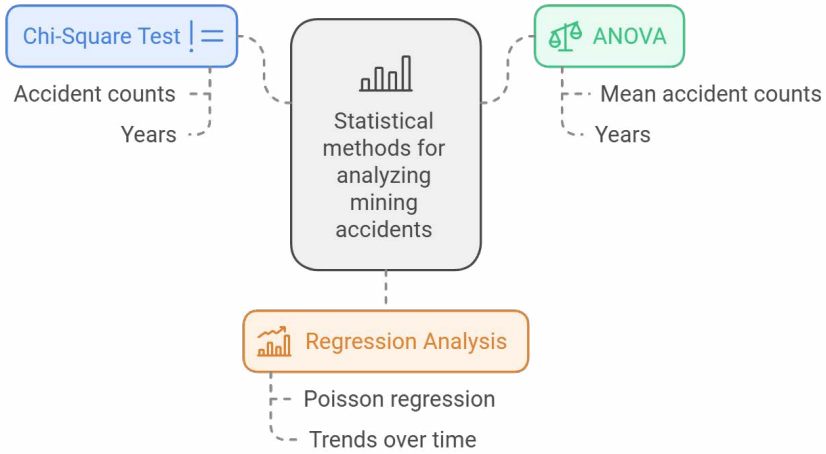 Chi-Square Test
Accident counts
Years
Statistical
methods for
analyzing
mining
accidents
ANOVA
Mean accident counts
Years
Regression Analysis
Poisson regression
Trends over time